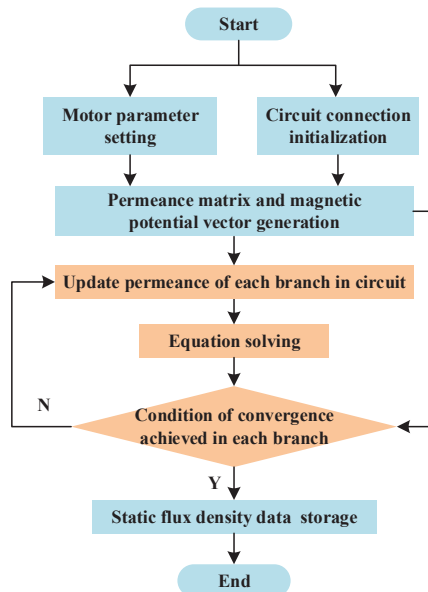 Start
Motor parameter
setting
Circuit connection
initialization
Permeance matrix and magnetic
potential vector generation
Update permeance of each branch in circuit
Equation solving
N
Condition of convergence
achieved in each branch
Y
Static flux density data storage
End